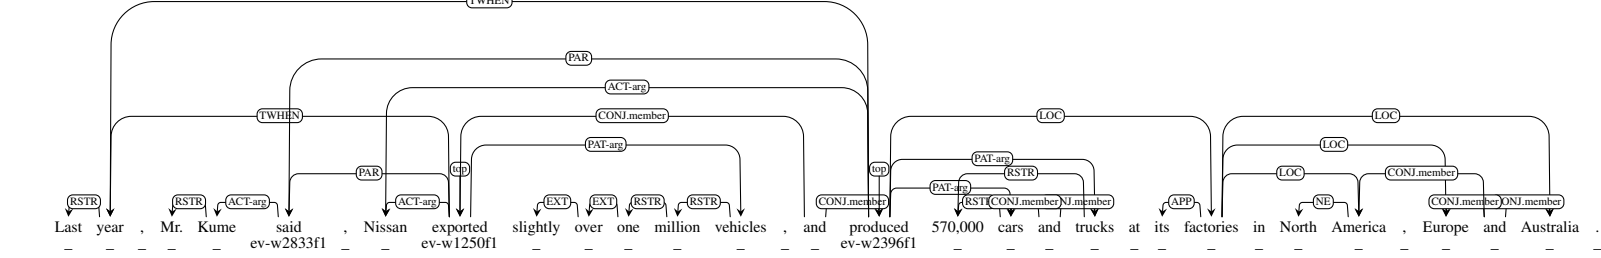 TWHEN
PAR
ACT-arg
TWHEN CONJ.member LOC LOC
PAT-arg LOC
PAR top top PAT-arg RSTR LOC CONJ.member
PAT-arg
RSTR RSTR ACT-arg ACT-arg EXT EXT RSTR RSTR CONJ.member CONJ.member APP NE CONJ.member
Last year , Mr. Kume said , Nissan exported slightly over one million vehicles , and produced 570,000 cars and trucks at its factories in North America , Europe and Australia .
_ _ _ _ _ ev-w2833f1 _ _ ev-w1250f1 _ _ _ _ _ _ _ ev-w2396f1 _ _ _ _ _ _ _ _ _ _ _ _ _ _ _